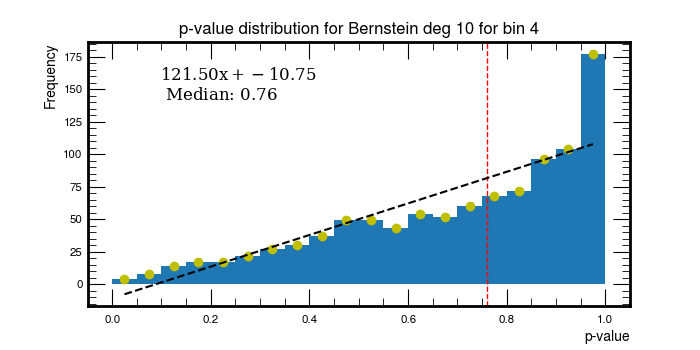 p-value distribution for Bernstein deg 10 for bin 4
Frequency
121.50x + −10.75
Median: 0.76
175
150
125
100
75
50
25
0
0.0 0.2 0.4 0.6 0.8 1.0
p-value